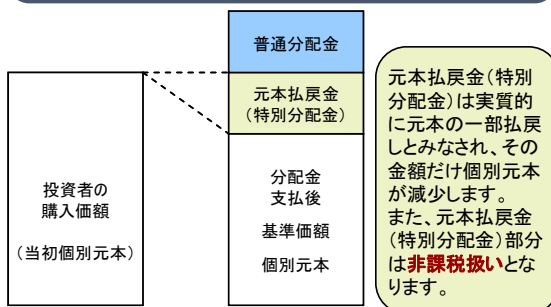 普通分配金
元本払戻金
(特別分配金)
投資者の
購入価額
(当初個別元本)
分配金
支払後
基準価額
個別元本
元本払戻金(特別
分配金)は実質的
に元本の一部払戻
しとみなされ、その
金額だけ個別元本
が減少します。
また、元本払戻金
(特別分配金)部分
は非課税扱いとな
ります。